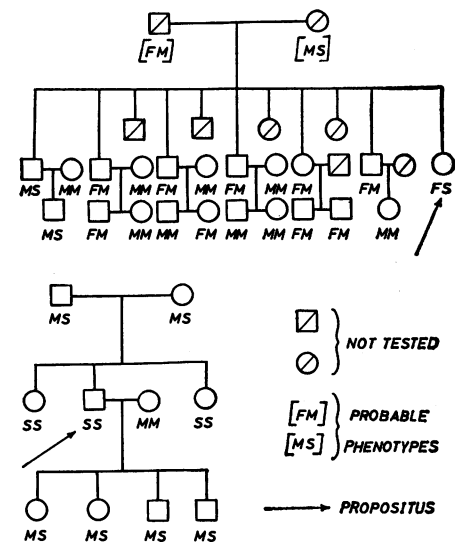 [FM] [MS]
MS MM FM MM FM MM FM MM FM FM FS
MS FM MM MM FM MM MM FM FM MM
MS MS
SS SS MM SS
MS MS MS MS
NOT TESTED
[FM] PROBABLE
[MS] PHENOTYPES
PROPOSITUS